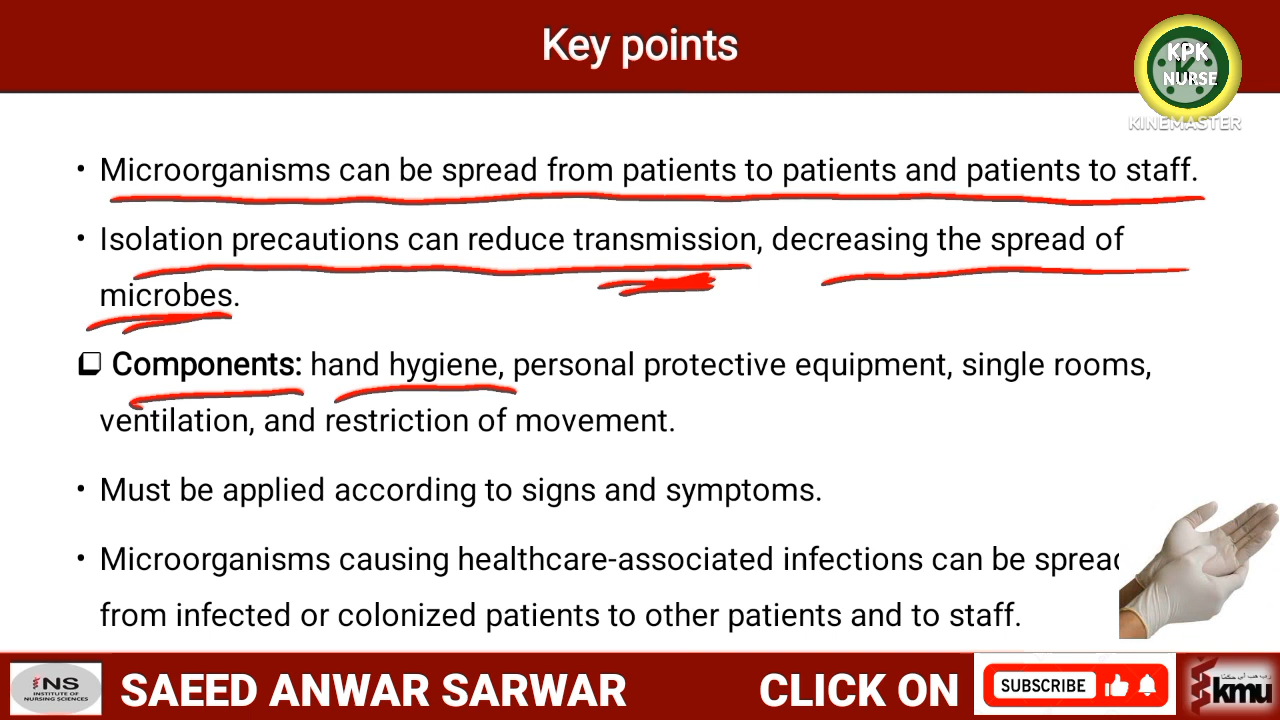 Key points
KPK
NURSE
KINEMASTER
• Microorganisms can be spread from patients to patients and patients to staff.
• Isolation precautions can reduce transmission, decreasing the spread of
microbes.
❑ Components: hand hygiene, personal protective equipment, single rooms,
ventilation, and restriction of movement.
• Must be applied according to signs and symptoms.
• Microorganisms causing healthcare-associated infections can be spread
from infected or colonized patients to other patients and to staff.
INS
INSTITUTE OF
NURSING SCIENCES
SAEED ANWAR SARWAR
CLICK ON
SUBSCRIBE
kmu